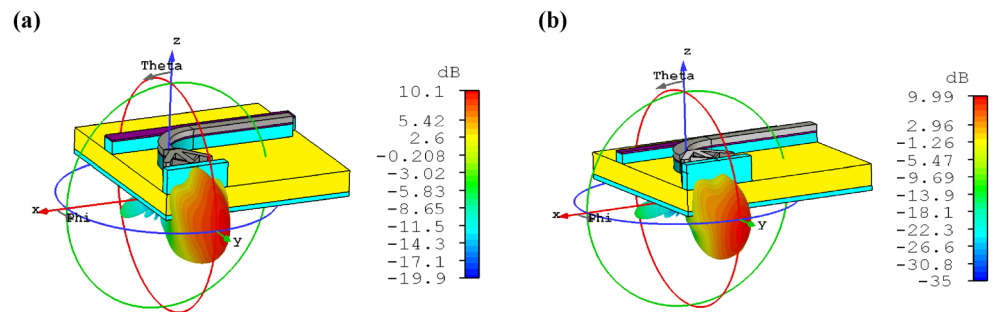 (a)
z
Theta
x
Phi
y
dB
10.1
5.42
2.6
-0.208
-3.02
-5.83
-8.65
-11.5
-14.3
-17.1
-19.9
(b)
z
Theta
x
Phi
y
dB
9.99
2.96
-1.26
-5.47
-9.69
-13.9
-18.1
-22.3
-26.6
-30.8
-35